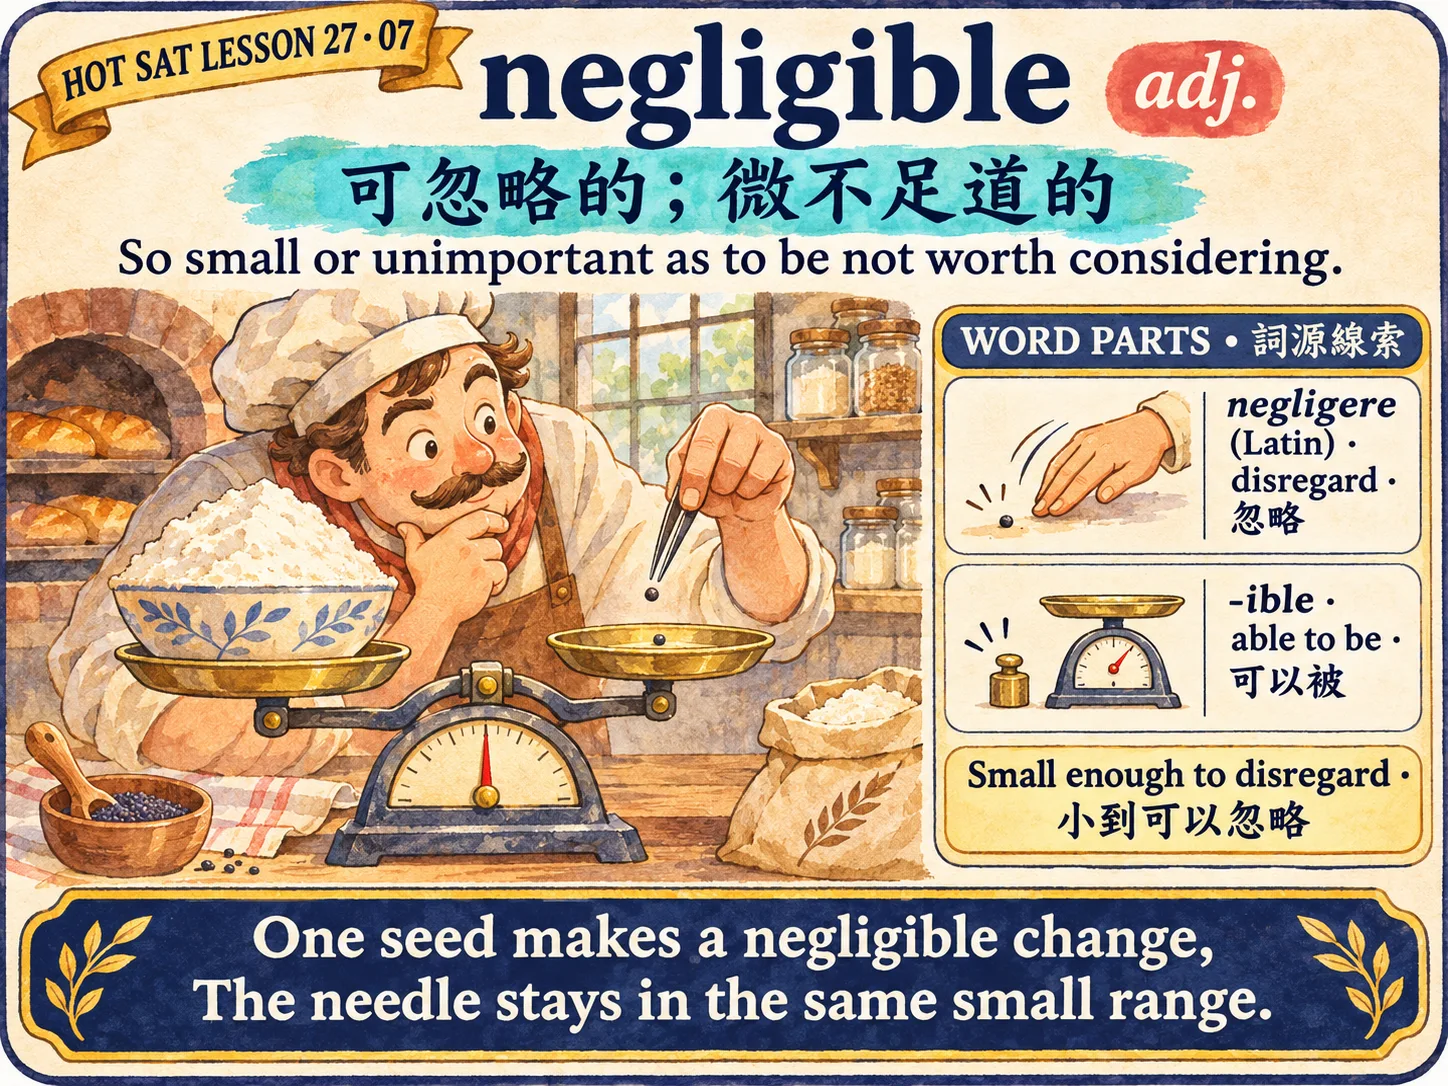 HOT SAT LESSON 27·07
negligible adj.
可忽略的；微不足道的
So small or unimportant as to be not worth considering.
WORD PARTS • 詞源線索
negligere
(Latin) ·
disregard ·
忽略
-ible ·
able to be ·
可以被
Small enough to disregard ·
小到可以忽略
One seed makes a negligible change,
The needle stays in the same small range.